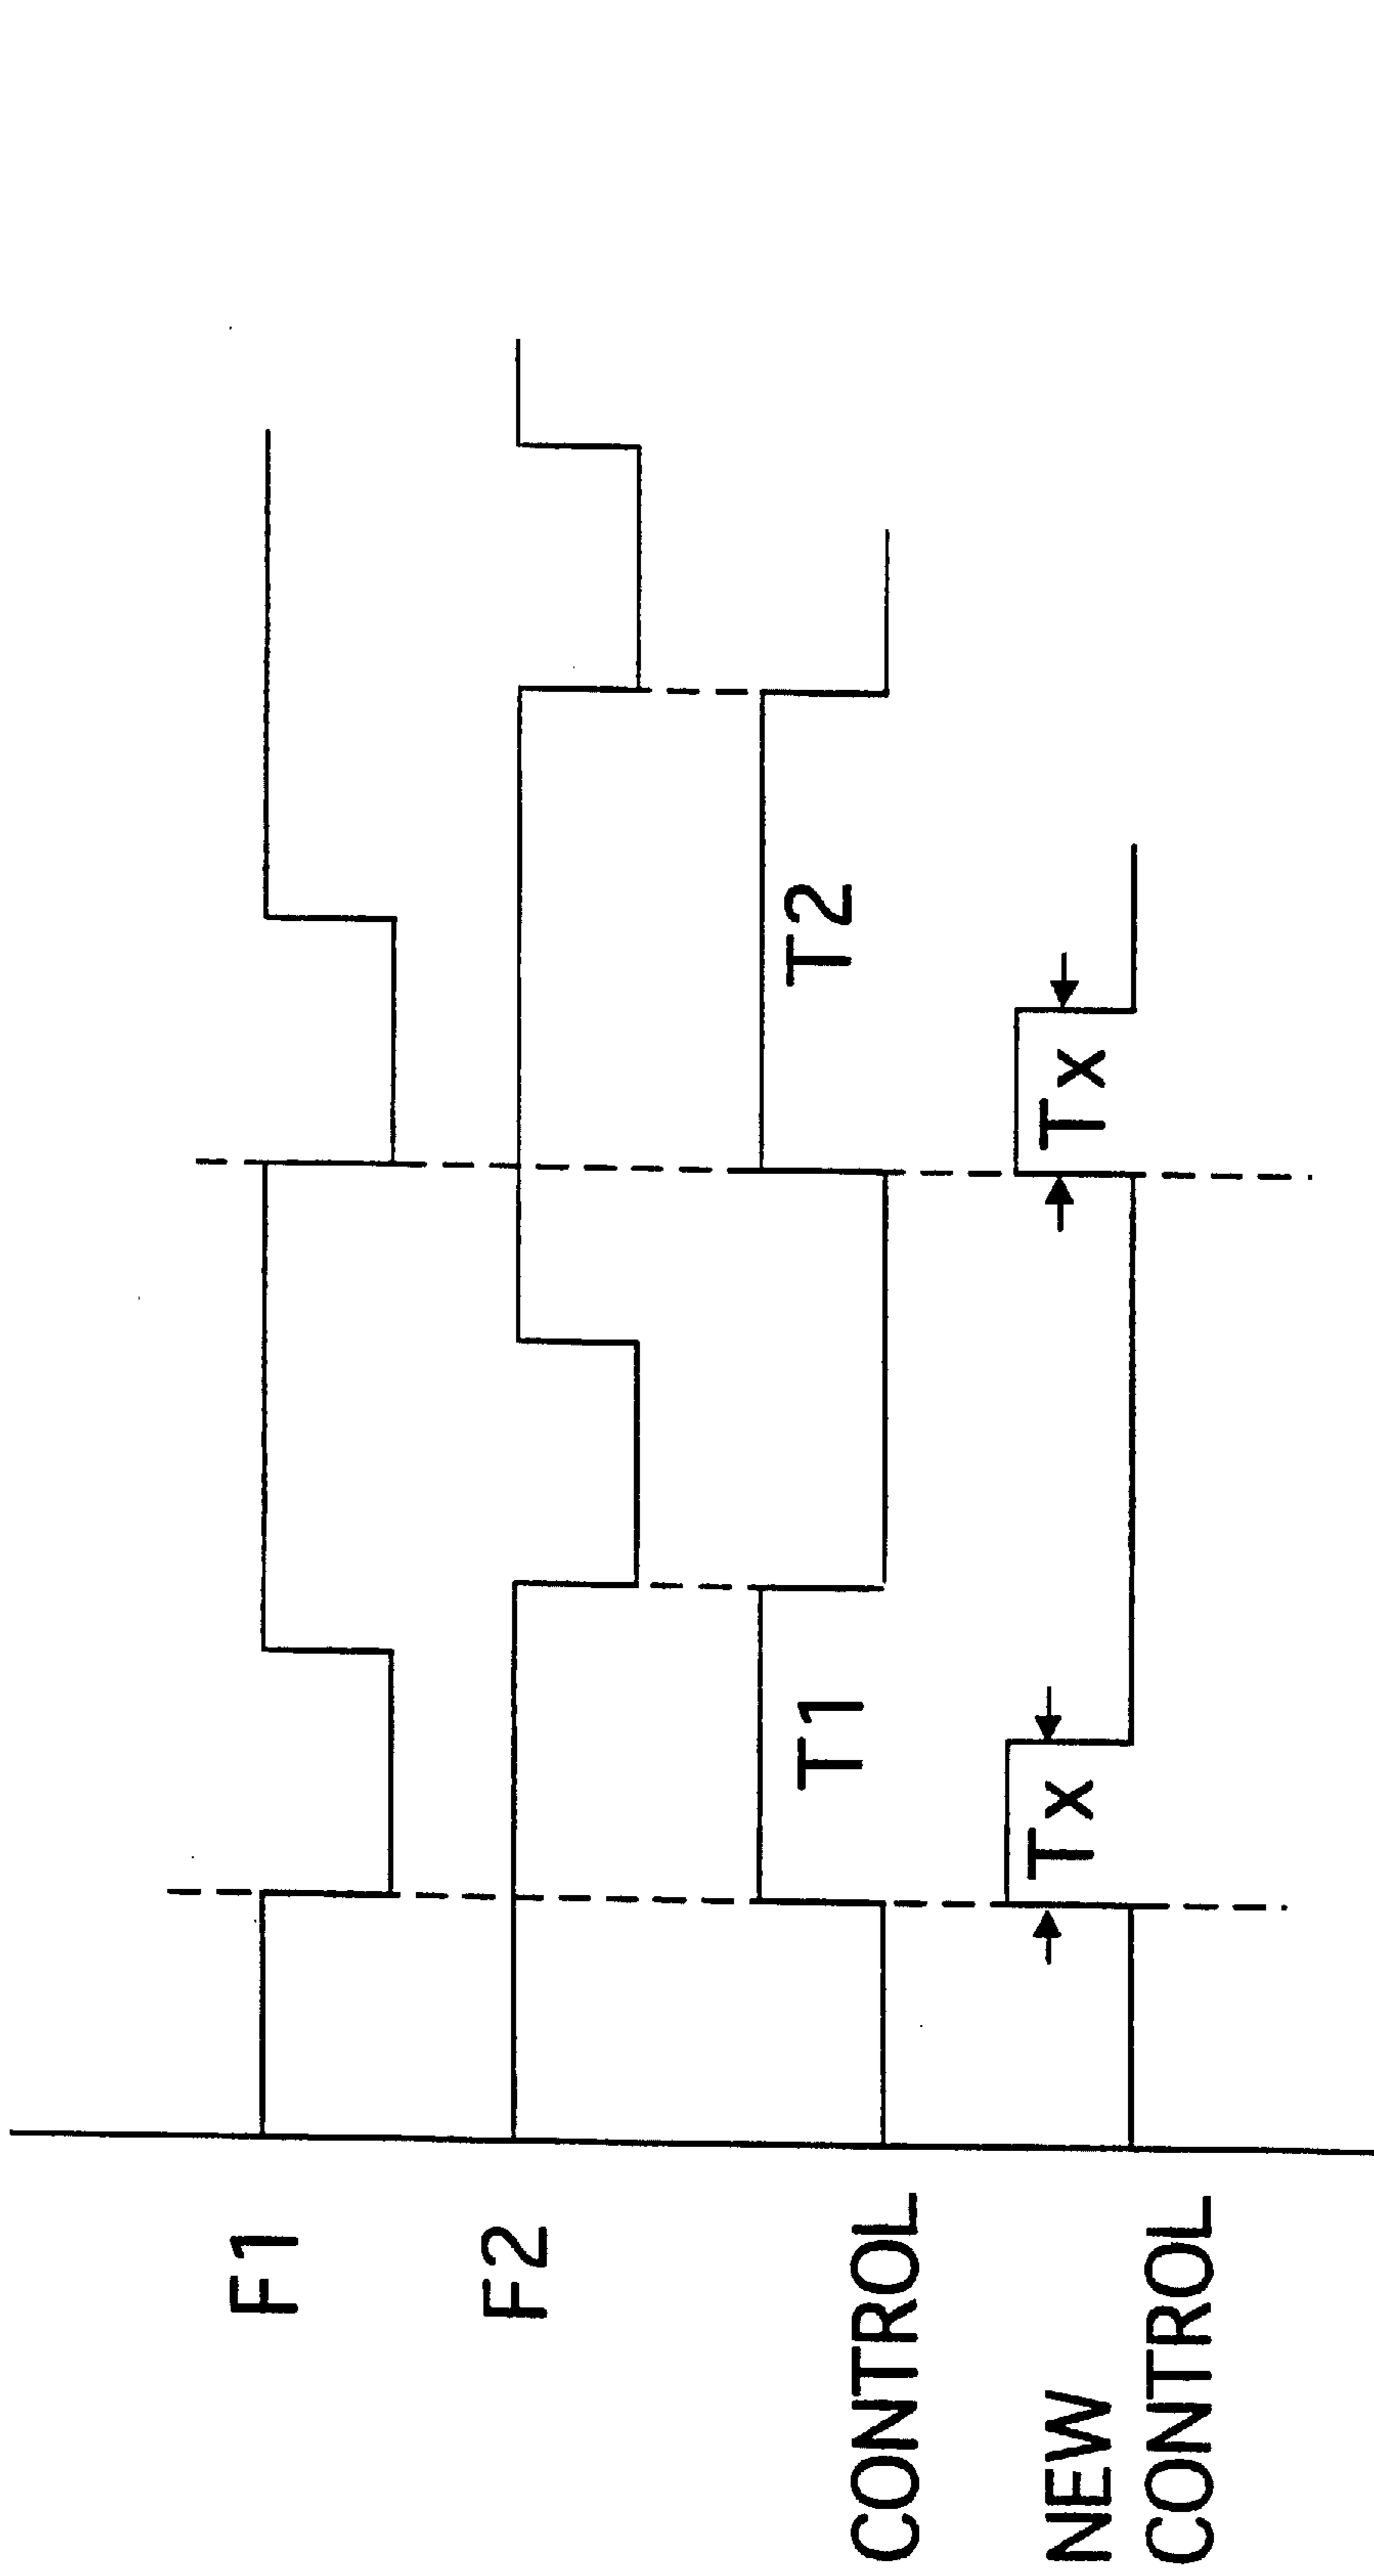 F1
F2
T1
T2
CONTROL
Tx
Tx
NEW
CONTROL